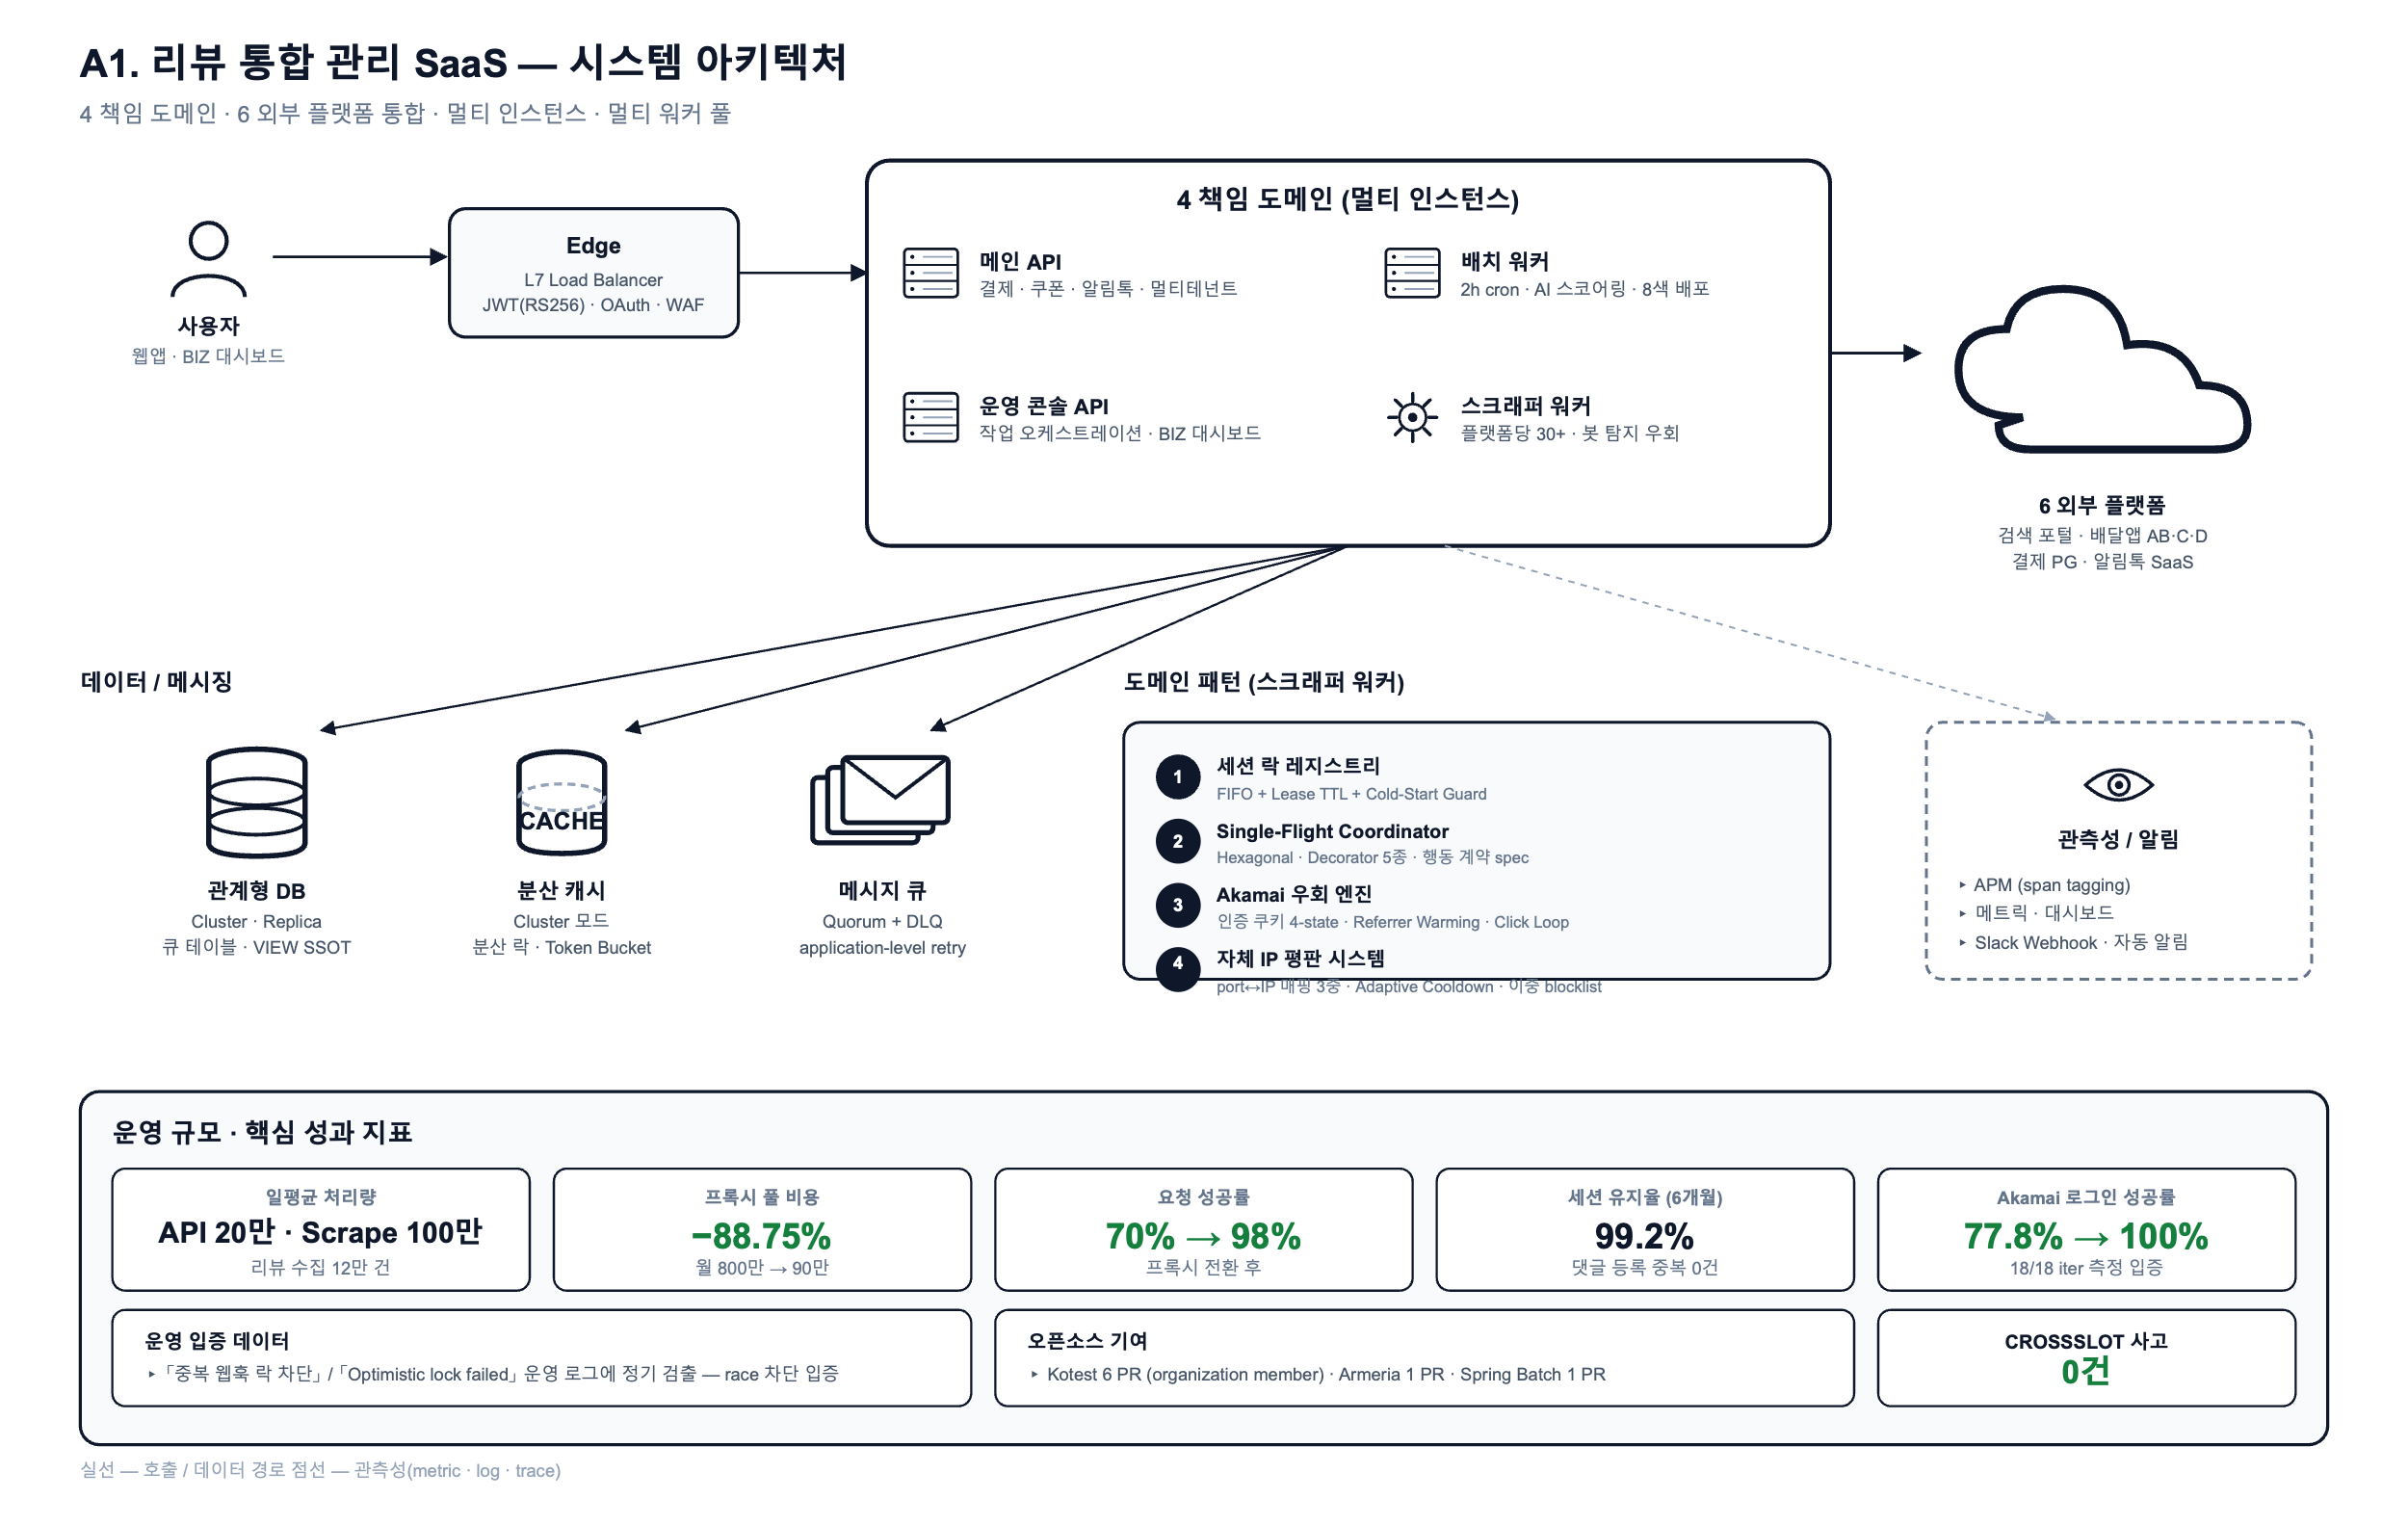 A1. 리뷰 통합 관리 SaaS — 시스템 아키텍처
4 책임 도메인 · 6 외부 플랫폼 통합 · 멀티 인스턴스 · 멀티 워커 풀
사용자
웹앱 · BIZ 대시보드
Edge
L7 Load Balancer
JWT(RS256) · OAuth · WAF
4 책임 도메인 (멀티 인스턴스)
메인 API
결제 · 쿠폰 · 알림톡 · 멀티테넌트
배치 워커
2h cron · AI 스코어링 · 8색 배포
운영 콘솔 API
작업 오케스트레이션 · BIZ 대시보드
스크래퍼 워커
플랫폼당 30+ · 봇 탐지 우회
6 외부 플랫폼
검색 포털 · 배달앱 AB·C·D
결제 PG · 알림톡 SaaS
데이터 / 메시징
CACHE
관계형 DB
Cluster · Replica
큐 테이블 · VIEW SSOT
분산 캐시
Cluster 모드
분산 락 · Token Bucket
메시지 큐
Quorum + DLQ
application-level retry
도메인 패턴 (스크래퍼 워커)
1 세션 락 레지스트리
FIFO + Lease TTL + Cold-Start Guard
2 Single-Flight Coordinator
Hexagonal · Decorator 5종 · 행동 계약 spec
3 Akamai 우회 엔진
인증 쿠키 4-state · Referrer Warming · Click Loop
4 자체 IP 평판 시스템
port↔IP 매핑 3중 · Adaptive Cooldown · 이중 blocklist
관측성 / 알림
▸ APM (span tagging)
▸ 메트릭 · 대시보드
▸ Slack Webhook · 자동 알림
운영 규모 · 핵심 성과 지표
일평균 처리량
API 20만 · Scrape 100만
리뷰 수집 12만 건
프록시 풀 비용
−88.75%
월 800만 → 90만
요청 성공률
70% → 98%
프록시 전환 후
세션 유지율 (6개월)
99.2%
댓글 등록 중복 0건
Akamai 로그인 성공률
77.8% → 100%
18/18 iter 측정 입증
운영 입증 데이터
▸ 「중복 웹훅 락 차단」 / 「Optimistic lock failed」 운영 로그에 정기 검출 — race 차단 입증
오픈소스 기여
▸ Kotest 6 PR (organization member) · Armeria 1 PR · Spring Batch 1 PR
CROSSSLOT 사고
0건
실선 — 호출 / 데이터 경로 점선 — 관측성(metric · log · trace)